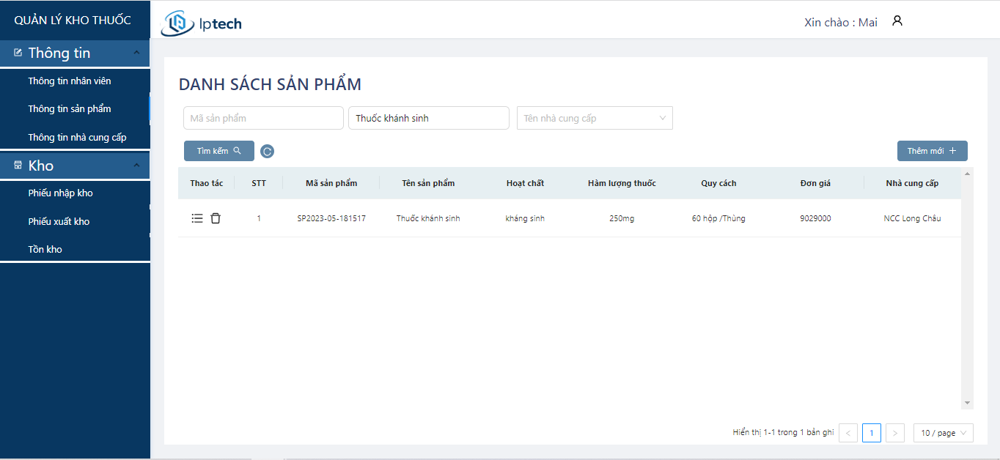 QUẢN LÝ KHO THUỐC
Thông tin
Thông tin nhân viên
Thông tin sản phẩm
Thông tin nhà cung cấp
Kho
Phiếu nhập kho
Phiếu xuất kho
Tồn kho
lptech
Xin chào : Mai
DANH SÁCH SẢN PHẨM
Mã sản phẩm Thuốc khánh sinh Tên nhà cung cấp
Tìm kếm Thêm mới
Thao tác STT Mã sản phẩm Tên sản phẩm Hoạt chất Hàm lượng thuốc Quy cách Đơn giá Nhà cung cấp
1 SP2023-05-181517 Thuốc khánh sinh kháng sinh 250mg 60 hộp /Thùng 9029000 NCC Long Châu
Hiển thị 1-1 trong 1 bản ghi < 1 > 10 / page